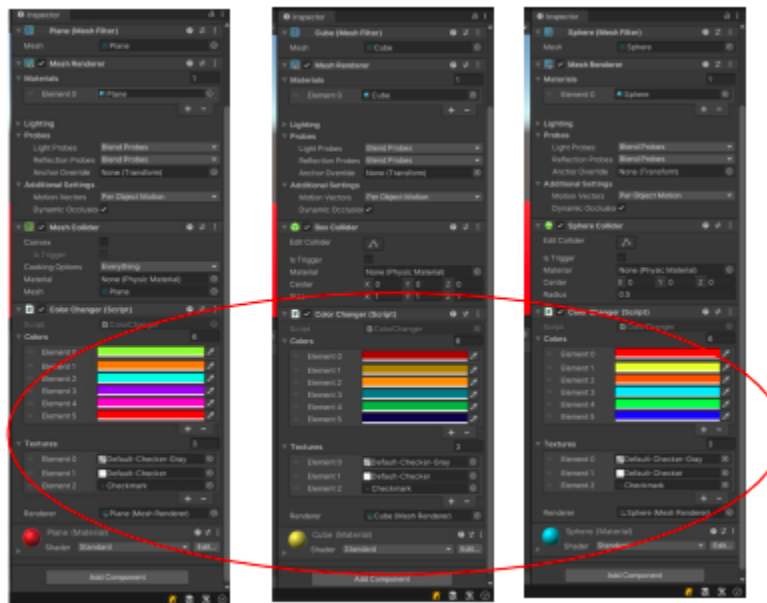 Inspector
Plane (Mesh Filter)
Mesh Plane
Mesh Renderer
Materials 1
Element 0 Plane
Lighting
Probes
Light Probes Blend Probes
Reflection Probes Blend Probes
Anchor Override None (Transform)
Additional Settings
Motion Vectors Per Object Motion
Dynamic Occlusion
Mesh Collider
Convex
Is Trigger
Cooking Options Everything
Material None (Physic Material)
Mesh Plane
Color Changer (Script)
Script ColorChanger
Colors 6
Element 0
Element 1
Element 2
Element 3
Element 4
Element 5
Textures 3
Element 0 Default-Checker-Gray
Element 1 Default-Checker
Element 2 Checkmark
Renderer Plane (Mesh Renderer)
Plane (Material)
Shader Standard Edit...
Add Component
Inspector
Cube (Mesh Filter)
Mesh Cube
Mesh Renderer
Materials 1
Element 0 Cube
Lighting
Probes
Light Probes Blend Probes
Reflection Probes Blend Probes
Anchor Override None (Transform)
Additional Settings
Motion Vectors Per Object Motion
Dynamic Occlusion
Box Collider
Edit Collider
Is Trigger
Material None (Physic Material)
Center X 0 Y 0 Z 0
X 1 Y 1 Z 1
Color Changer (Script)
Script ColorChanger
Colors 6
Element 0
Element 1
Element 2
Element 3
Element 4
Element 5
Textures 3
Element 0 Default-Checker-Gray
Element 1 Default-Checker
Element 2 Checkmark
Renderer Cube (Mesh Renderer)
Cube (Material)
Shader Standard Edit...
Add Component
Inspector
Sphere (Mesh Filter)
Mesh Sphere
Mesh Renderer
Materials 1
Element 0 Sphere
Lighting
Probes
Light Probes Blend Probes
Reflection Probes Blend Probes
Anchor Override None (Transform)
Additional Settings
Motion Vectors Per Object Motion
Dynamic Occlusion
Sphere Collider
Edit Collider
Is Trigger
Material None (Physic Material)
Center X 0 Y 0 Z 0
Radius 0.5
Color Changer (Script)
Script ColorChanger
Colors 6
Element 0
Element 1
Element 2
Element 3
Element 4
Element 5
Textures 3
Element 0 Default-Checker-Gray
Element 1 Default-Checker
Element 2 Checkmark
Renderer Sphere (Mesh Renderer)
Sphere (Material)
Shader Standard Edit...
Add Component